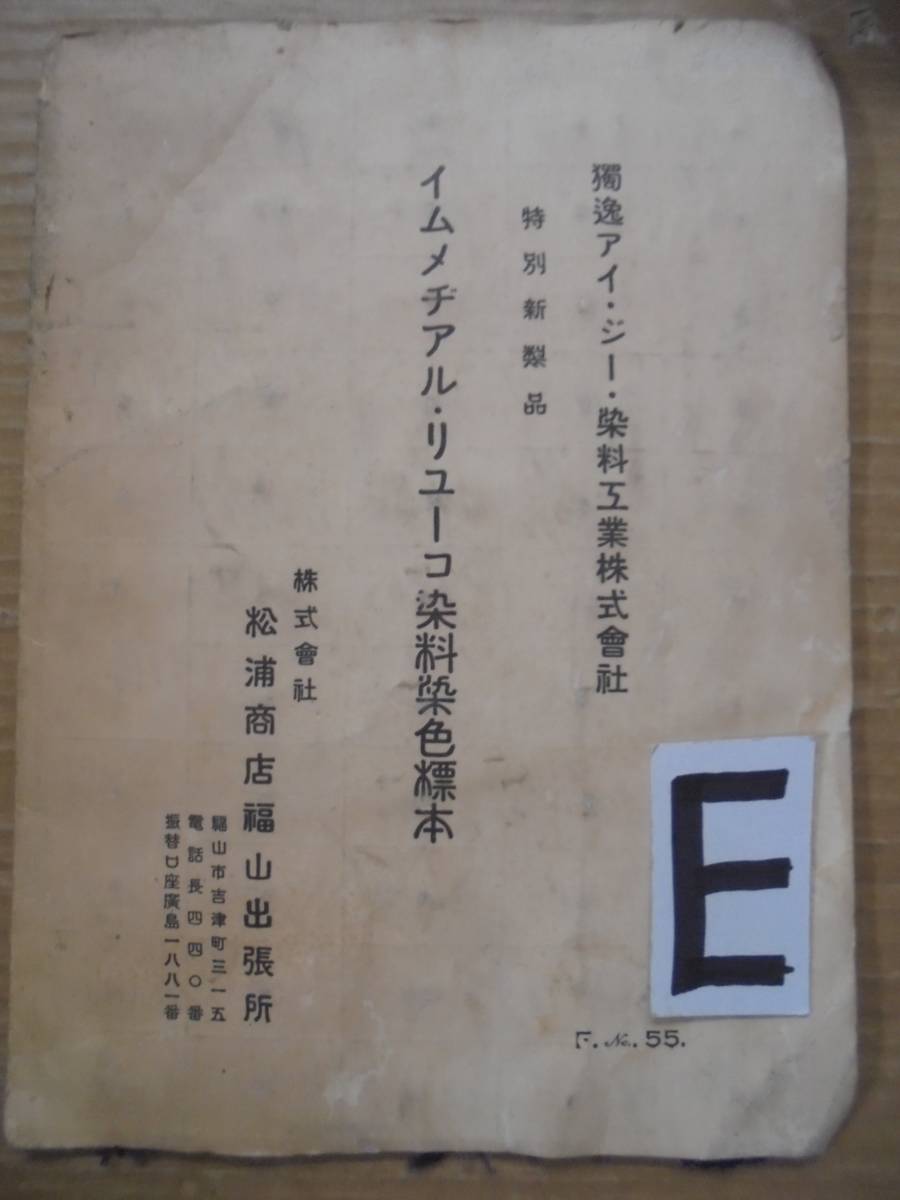 獨逸アイ・ジー・染料工業株式會社
特別新製品
イムメヂアル・リユーコ染料染色標本
株式會社
松浦商店福山出張所
福山市吉津町三一五
電話長四四〇番
振替口座廣島一八八一番
E
F. No. 55.